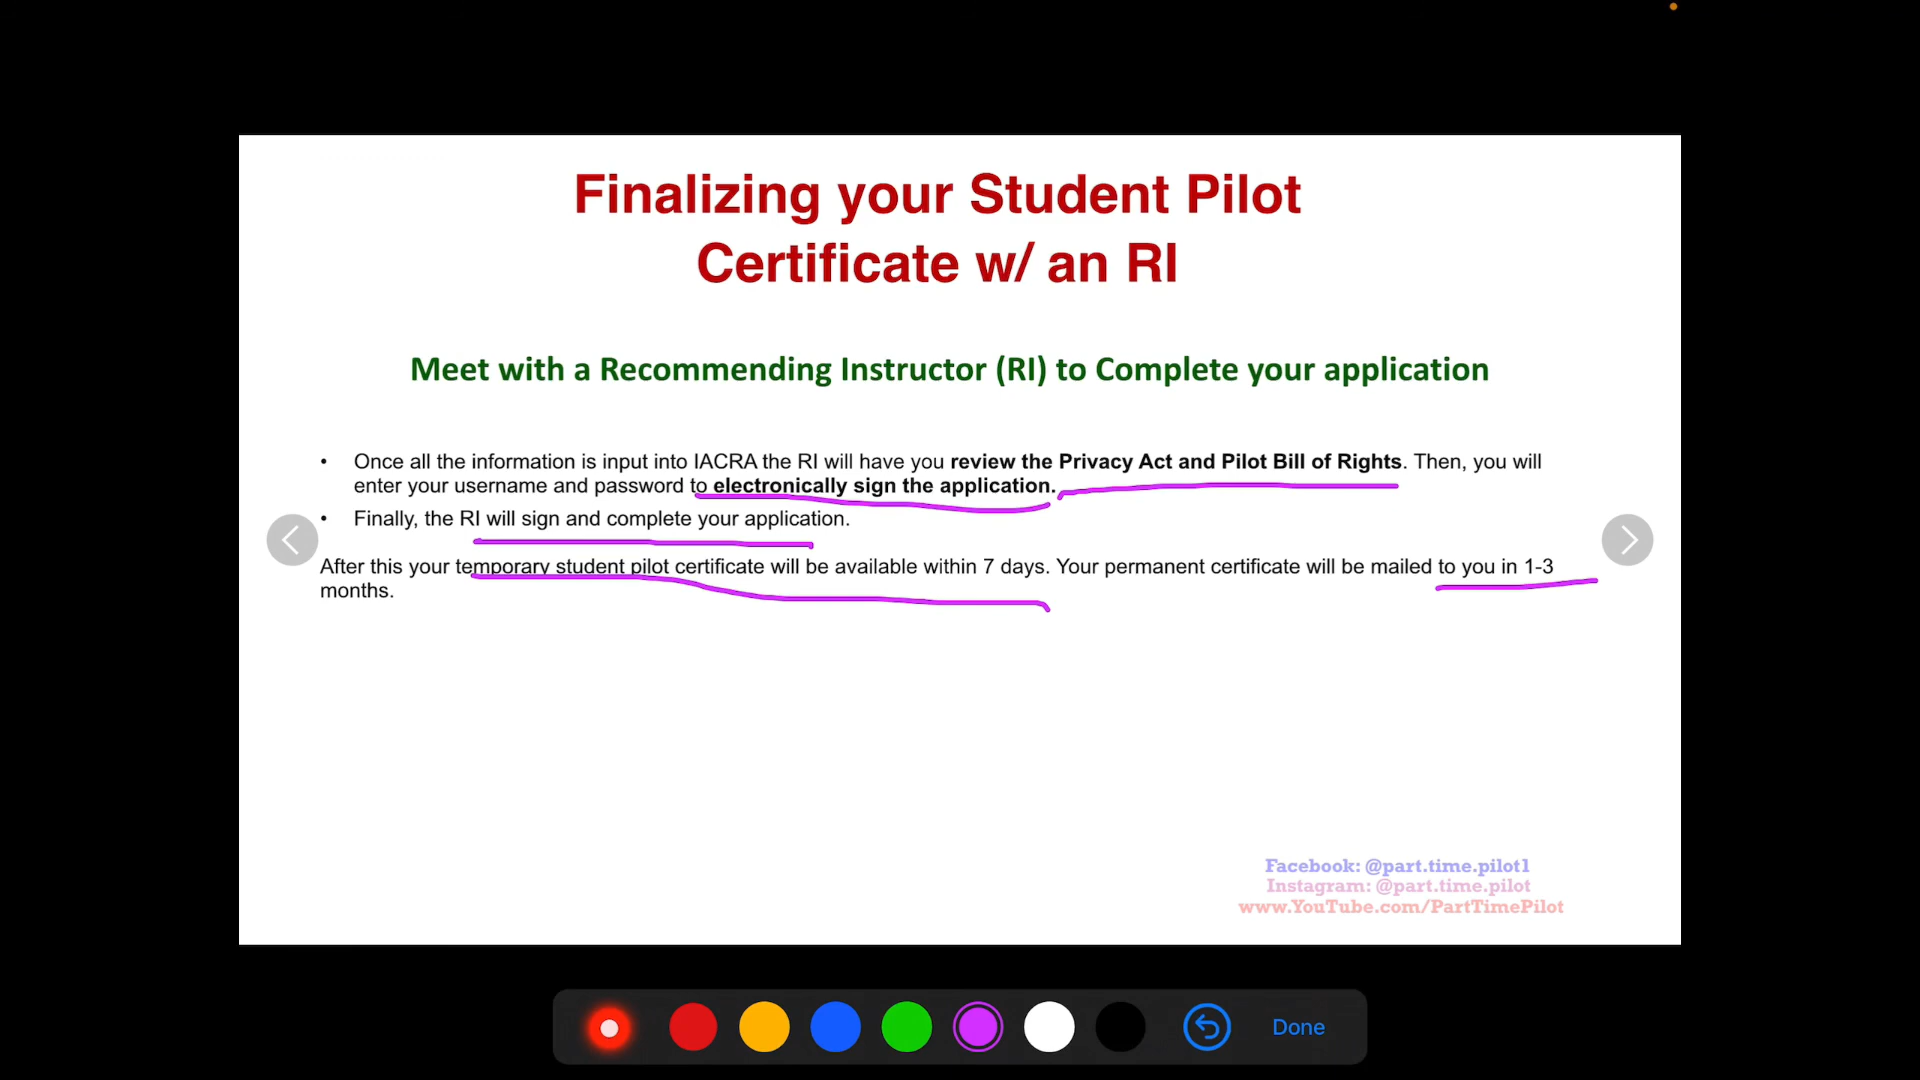 Finalizing your Student Pilot
Certificate w/ an RI
Meet with a Recommending Instructor (RI) to Complete your application
• Once all the information is input into IACRA the RI will have you review the Privacy Act and Pilot Bill of Rights. Then, you will
enter your username and password to electronically sign the application.
• Finally, the RI will sign and complete your application.
After this your temporary student pilot certificate will be available within 7 days. Your permanent certificate will be mailed to you in 1-3
months.
Facebook: @part.time.pilot1
Instagram: @part.time.pilot
www.YouTube.com/PartTimePilot
Done